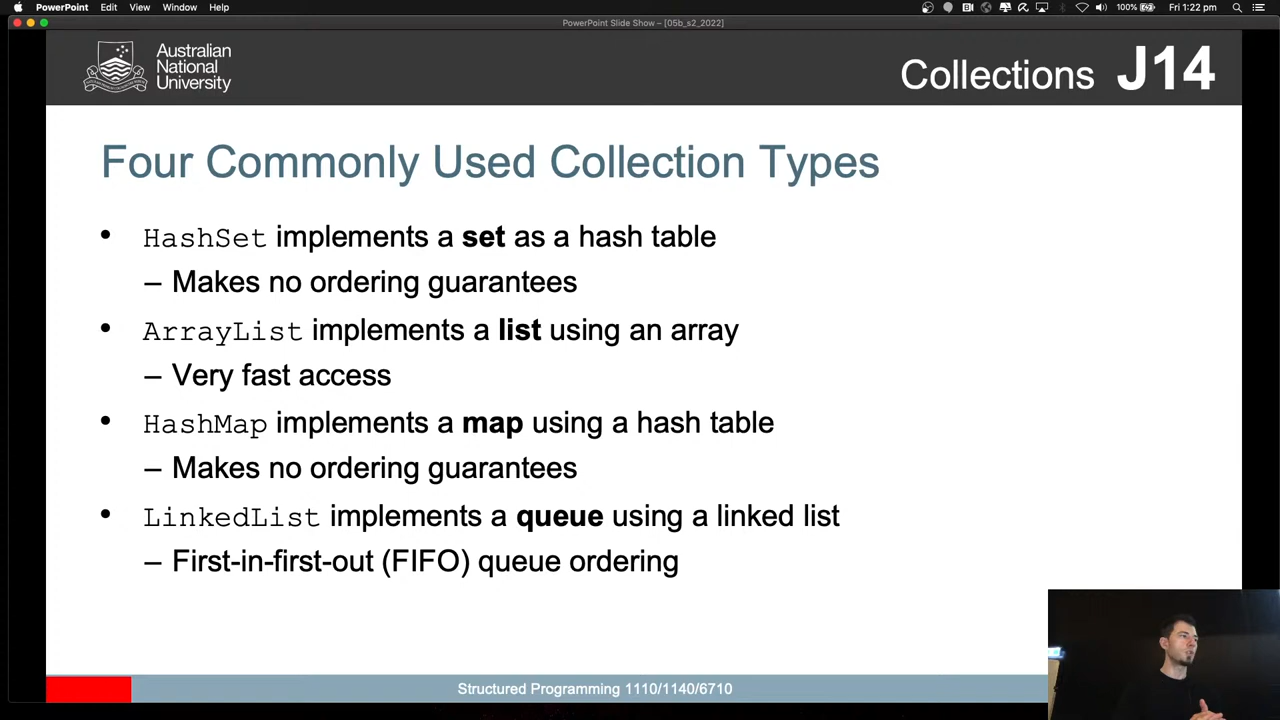 PowerPoint Edit View Window Help 100% Fri 1:22 pm
PowerPoint Slide Show – [05b_s2_2022]
Australian
National
University
Collections J14
Four Commonly Used Collection Types
• HashSet implements a set as a hash table
– Makes no ordering guarantees
• ArrayList implements a list using an array
– Very fast access
• HashMap implements a map using a hash table
– Makes no ordering guarantees
• LinkedList implements a queue using a linked list
– First-in-first-out (FIFO) queue ordering
Structured Programming 1110/1140/6710